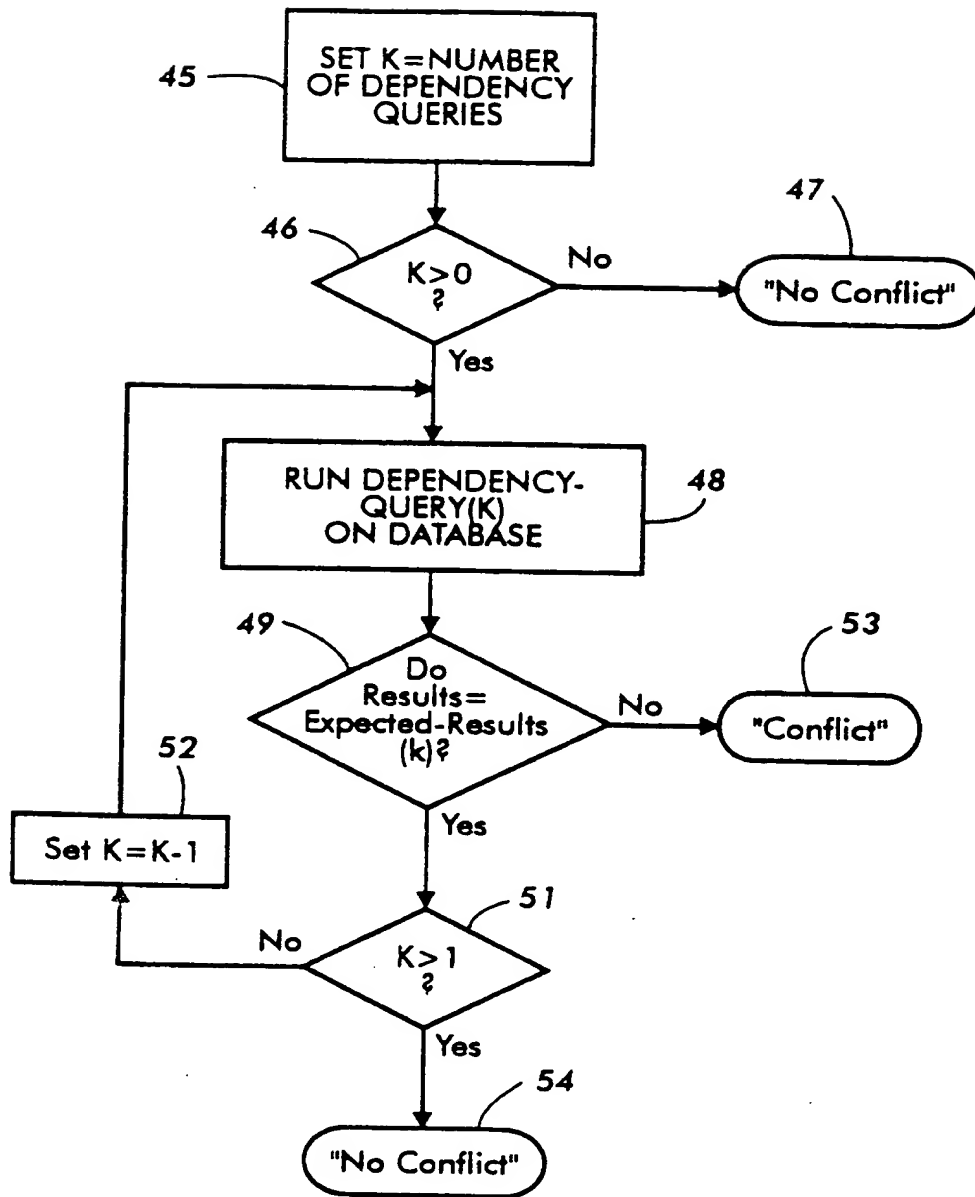 45
SET K=NUMBER
OF DEPENDENCY
QUERIES
46
K>0
?
No
47
"No Conflict"
Yes
RUN DEPENDENCY-
QUERY(K)
ON DATABASE
48
49
Do
Results=
Expected-Results
(k)?
No
53
"Conflict"
52
Set K=K-1
Yes
51
No
K>1
?
Yes
54
"No Conflict"